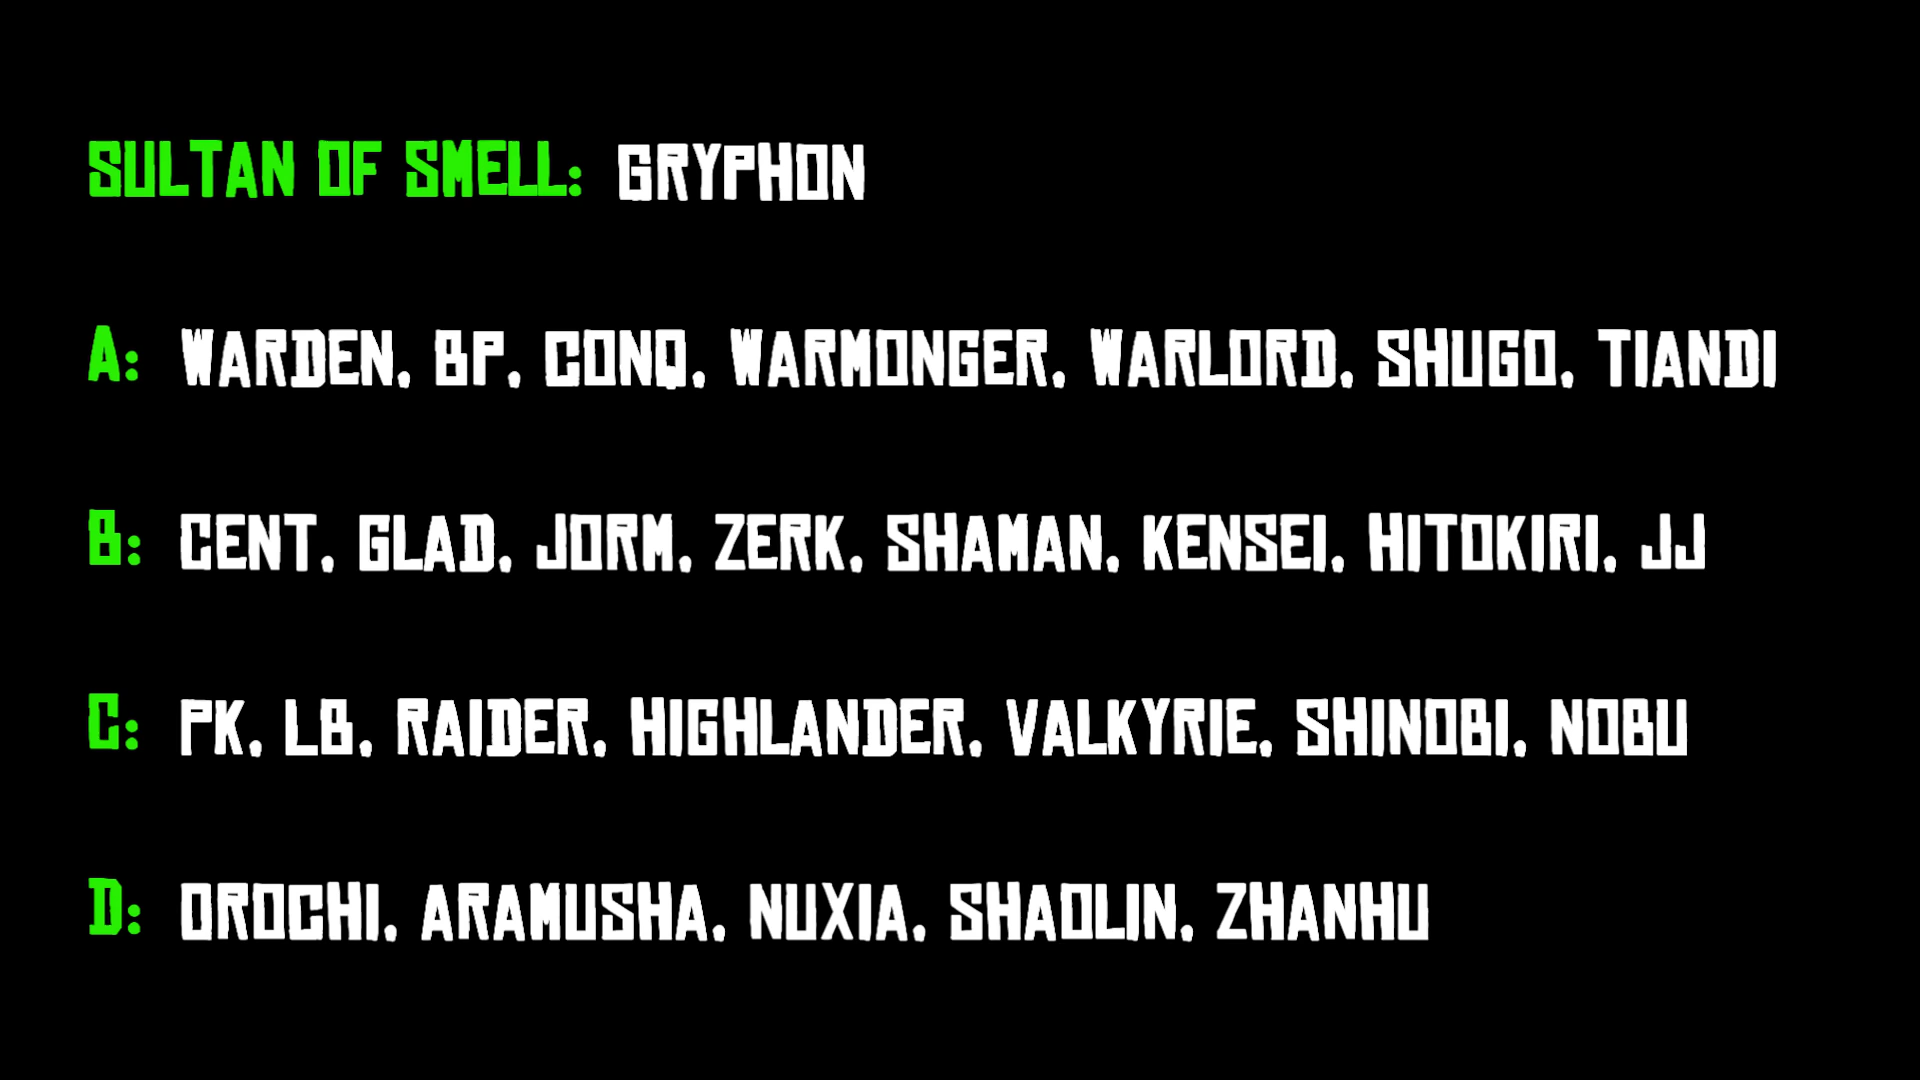 SULTAN OF SMELL: GRYPHON
A: WARDEN, BP, CONQ, WARMONGER, WARLORD, SHUGO, TIANDI
B: CENT, GLAD, JORM, ZERK, SHAMAN, KENSEI, HITOKIRI, JJ
C: PK, LB, RAIDER, HIGHLANDER, VALKYRIE, SHINOBI, NOBU
D: OROCHI, ARAMUSHA, NUXIA, SHAOLIN, ZHANHU